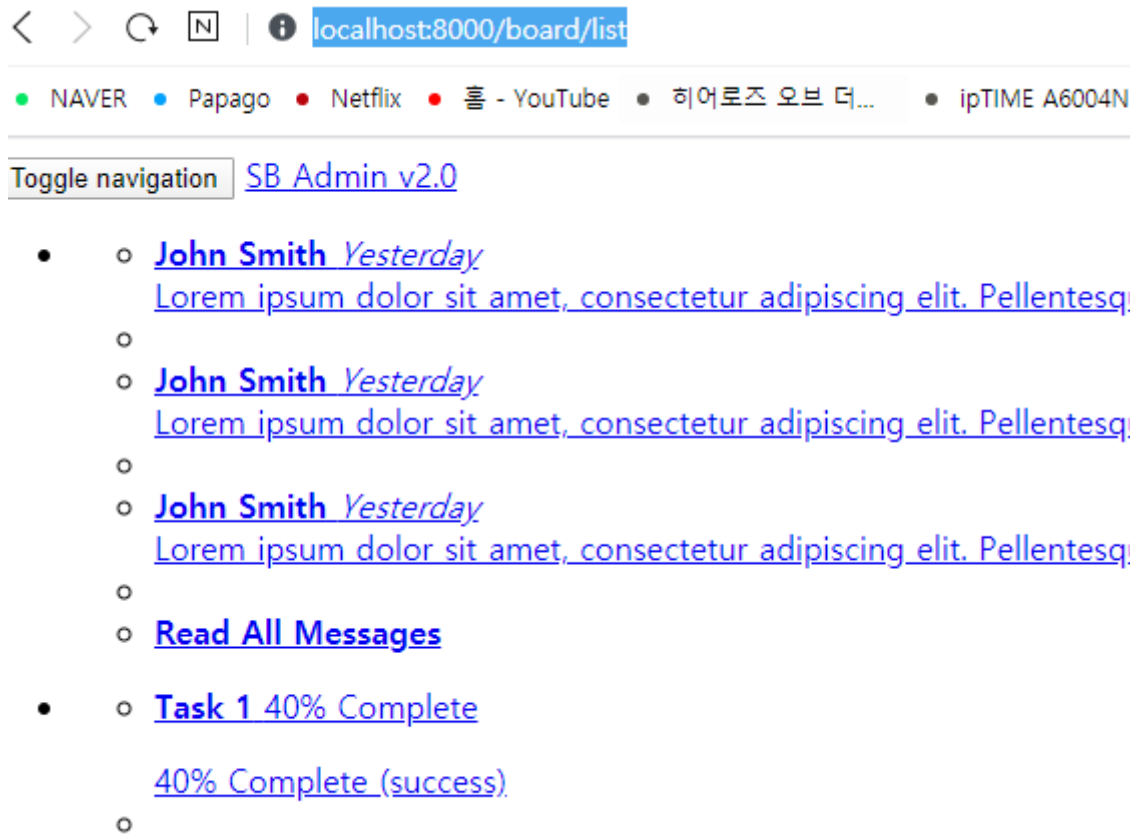 localhost:8000/board/list
NAVER Papago Netflix 홈 - YouTube 히어로즈 오브 더... ipTIME A6004N
Toggle navigation SB Admin v2.0
John Smith Yesterday
Lorem ipsum dolor sit amet, consectetur adipiscing elit. Pellentesqu
John Smith Yesterday
Lorem ipsum dolor sit amet, consectetur adipiscing elit. Pellentesqu
John Smith Yesterday
Lorem ipsum dolor sit amet, consectetur adipiscing elit. Pellentesqu
Read All Messages
Task 1 40% Complete
40% Complete (success)